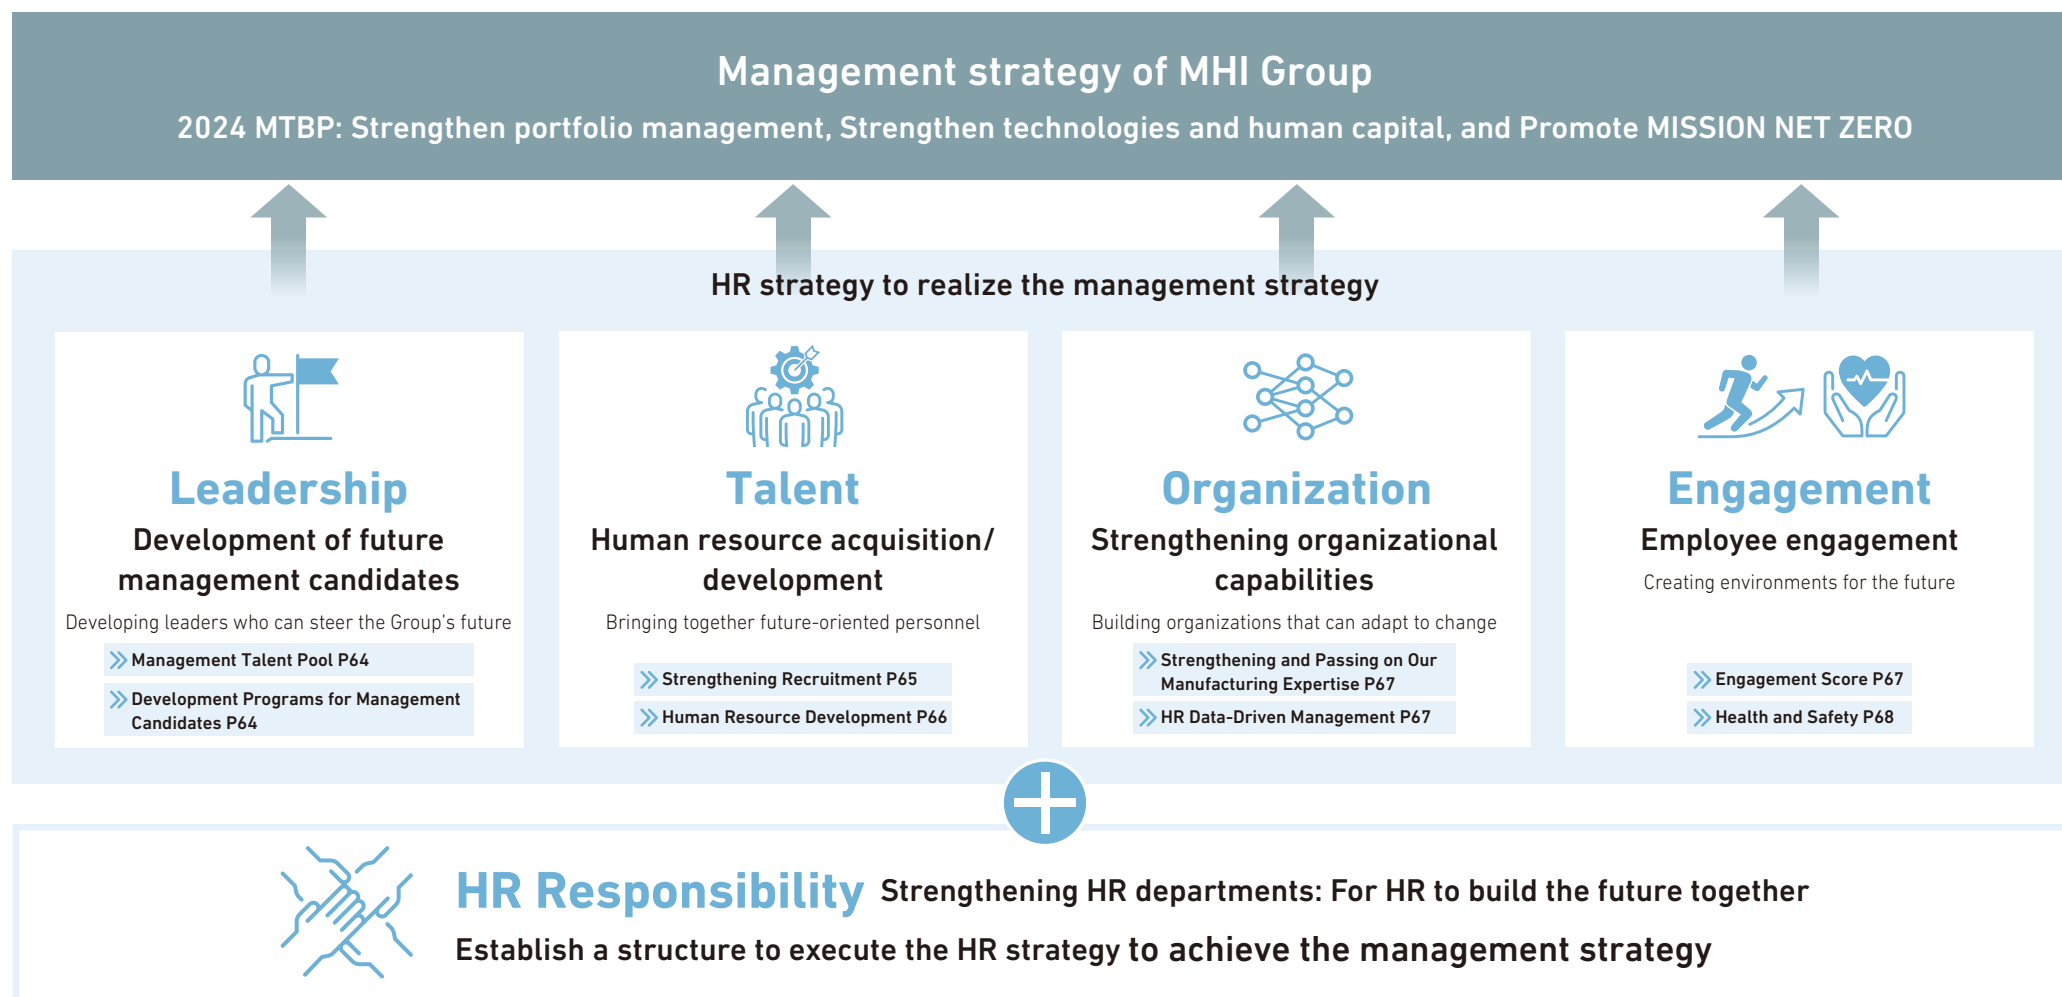 Management strategy of MHI Group
2024 MTBP: Strengthen portfolio management, Strengthen technologies and human capital, and Promote MISSION NET ZERO
HR strategy to realize the management strategy
Leadership
Development of future
management candidates
Developing leaders who can steer the Group's future
Management Talent Pool P64
Development Programs for Management
Candidates P64
Talent
Human resource acquisition/
development
Bringing together future-oriented personnel
Strengthening Recruitment P65
Human Resource Development P66
Organization
Strengthening organizational
capabilities
Building organizations that can adapt to change
Strengthening and Passing on Our
Manufacturing Expertise P67
HR Data-Driven Management P67
Engagement
Employee engagement
Creating environments for the future
Engagement Score P67
Health and Safety P68
HR Responsibility Strengthening HR departments: For HR to build the future together
Establish a structure to execute the HR strategy to achieve the management strategy